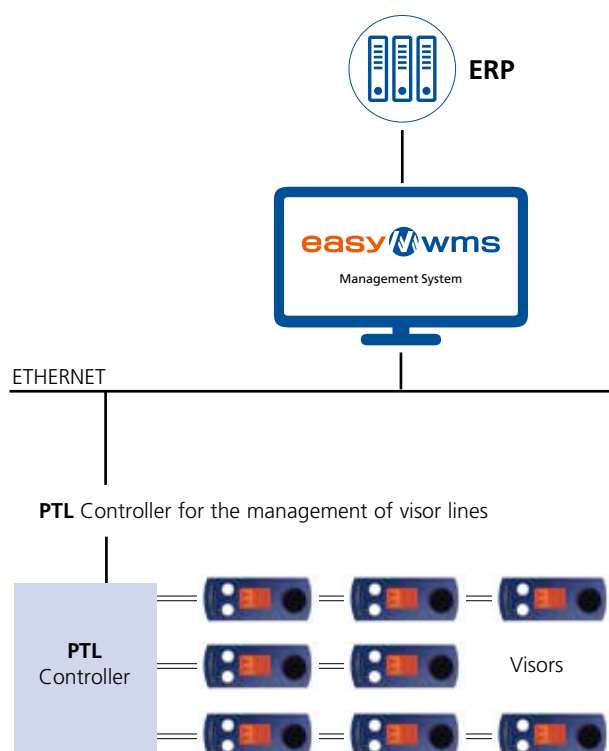 ERP
easy wms
Management System
ETHERNET
PTL Controller for the management of visor lines
PTL
Controller
Visors